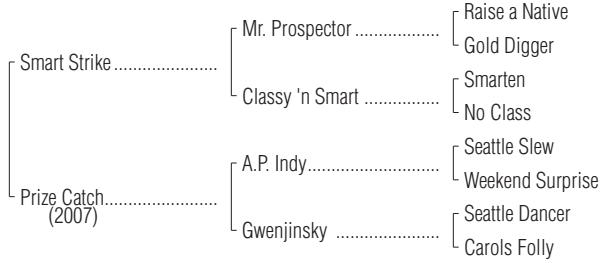 Raise a Native
Mr. Prospector ..................
Gold Digger
Smart Strike ......................
Smarten
Classy 'n Smart ................
No Class
Seattle Slew
A.P. Indy............................
Weekend Surprise
Prize Catch........................
(2007)
Seattle Dancer
Gwenjinsky ......................
Carols Folly